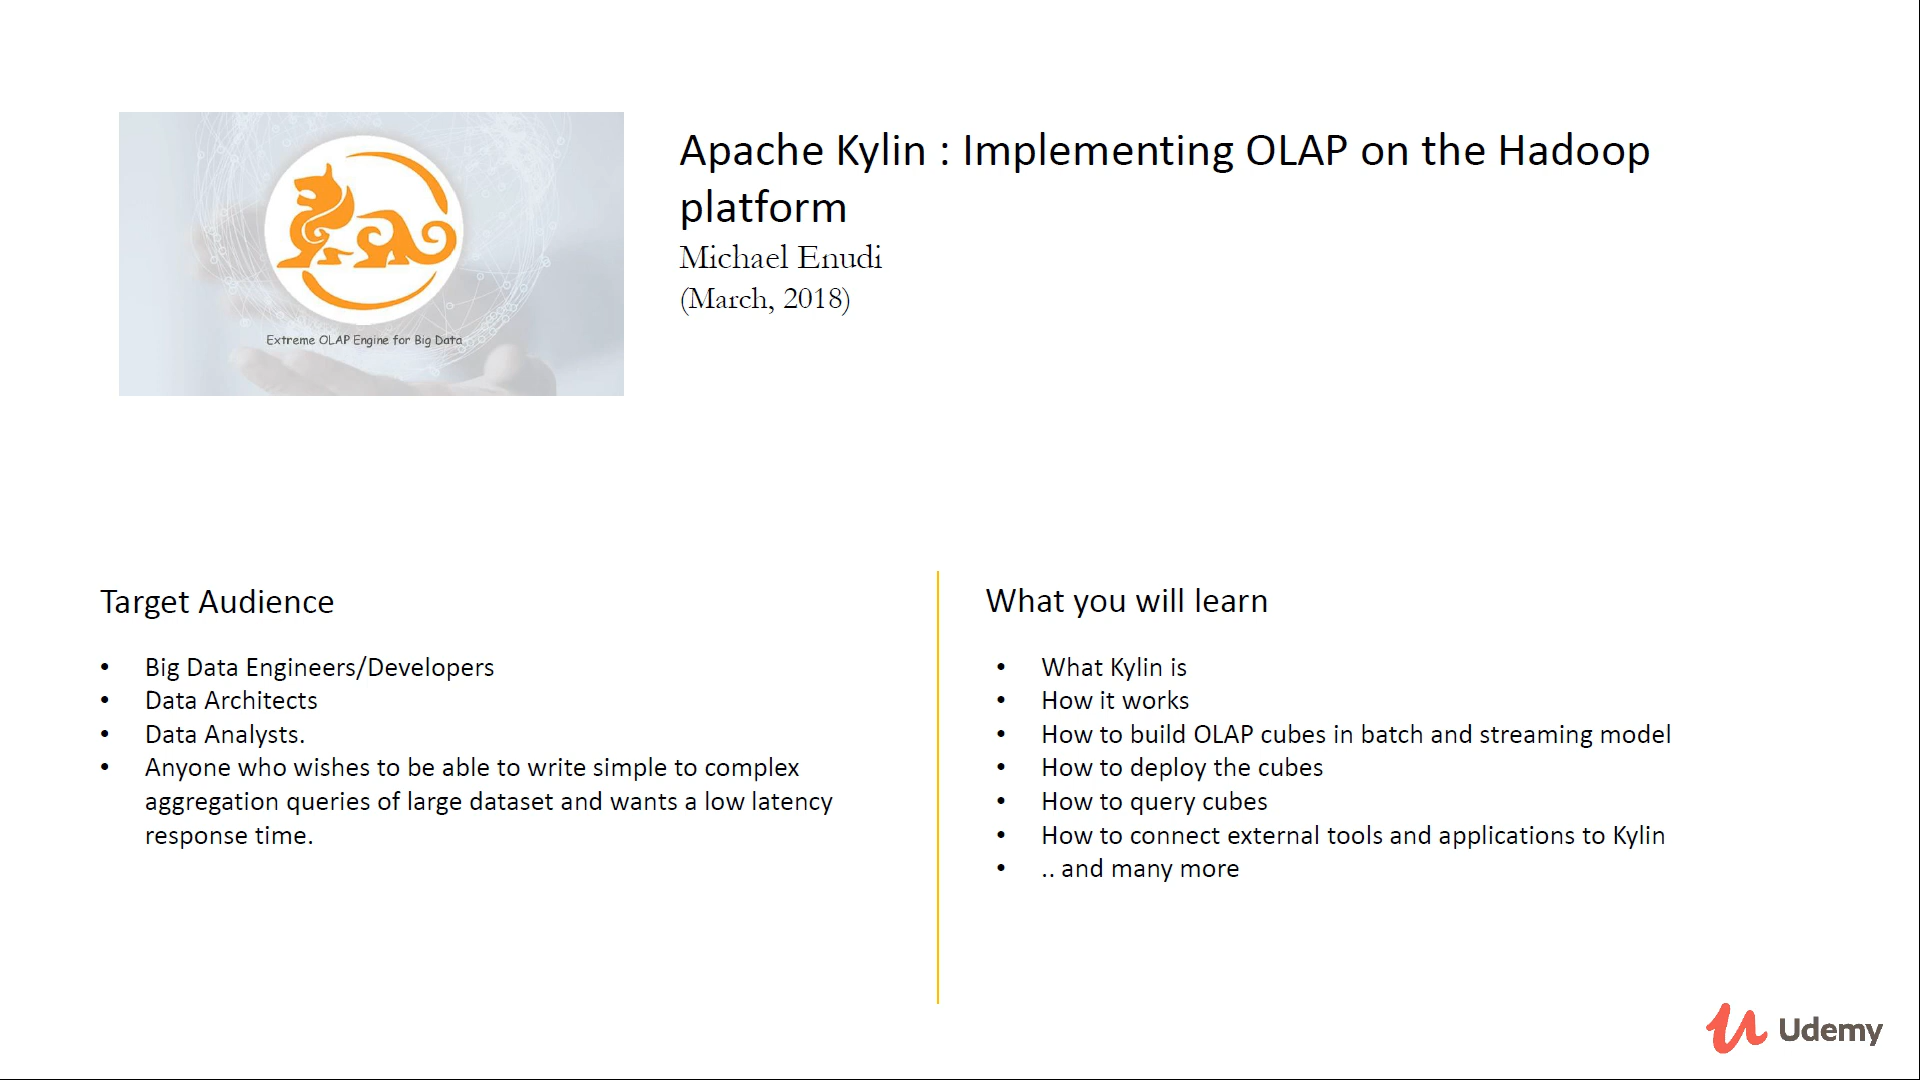 Extreme OLAP Engine for Big Data
Apache Kylin : Implementing OLAP on the Hadoop
platform
Michael Enudi
(March, 2018)
Target Audience
• Big Data Engineers/Developers
• Data Architects
• Data Analysts.
• Anyone who wishes to be able to write simple to complex
aggregation queries of large dataset and wants a low latency
response time.
What you will learn
• What Kylin is
• How it works
• How to build OLAP cubes in batch and streaming model
• How to deploy the cubes
• How to query cubes
• How to connect external tools and applications to Kylin
• .. and many more
Udemy